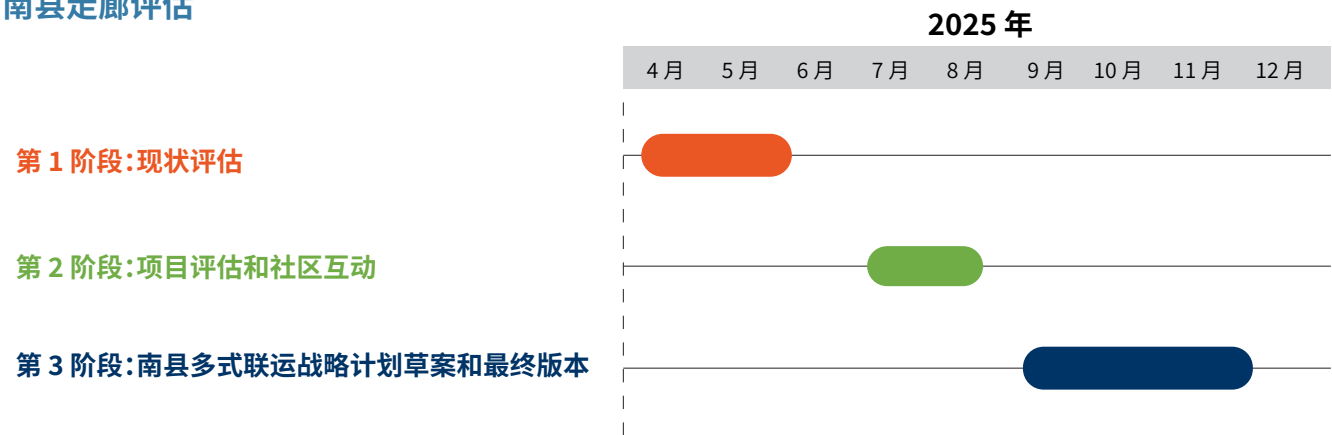 南县走廊评估
2025 年
4 月 5 月 6 月 7 月 8 月 9 月 10 月 11 月 12 月
第 1 阶段：现状评估
第 2 阶段：项目评估和社区互动
第 3 阶段：南县多式联运战略计划草案和最终版本